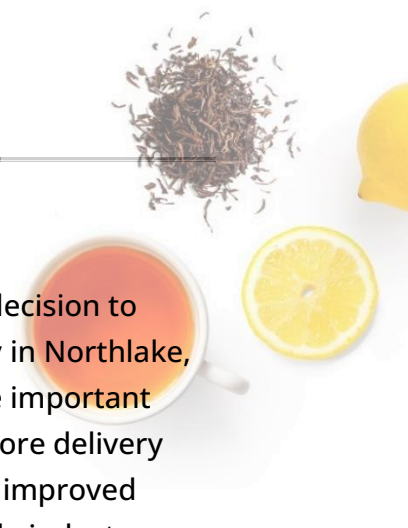 decision to
in Northlake,
important
ore delivery
improved